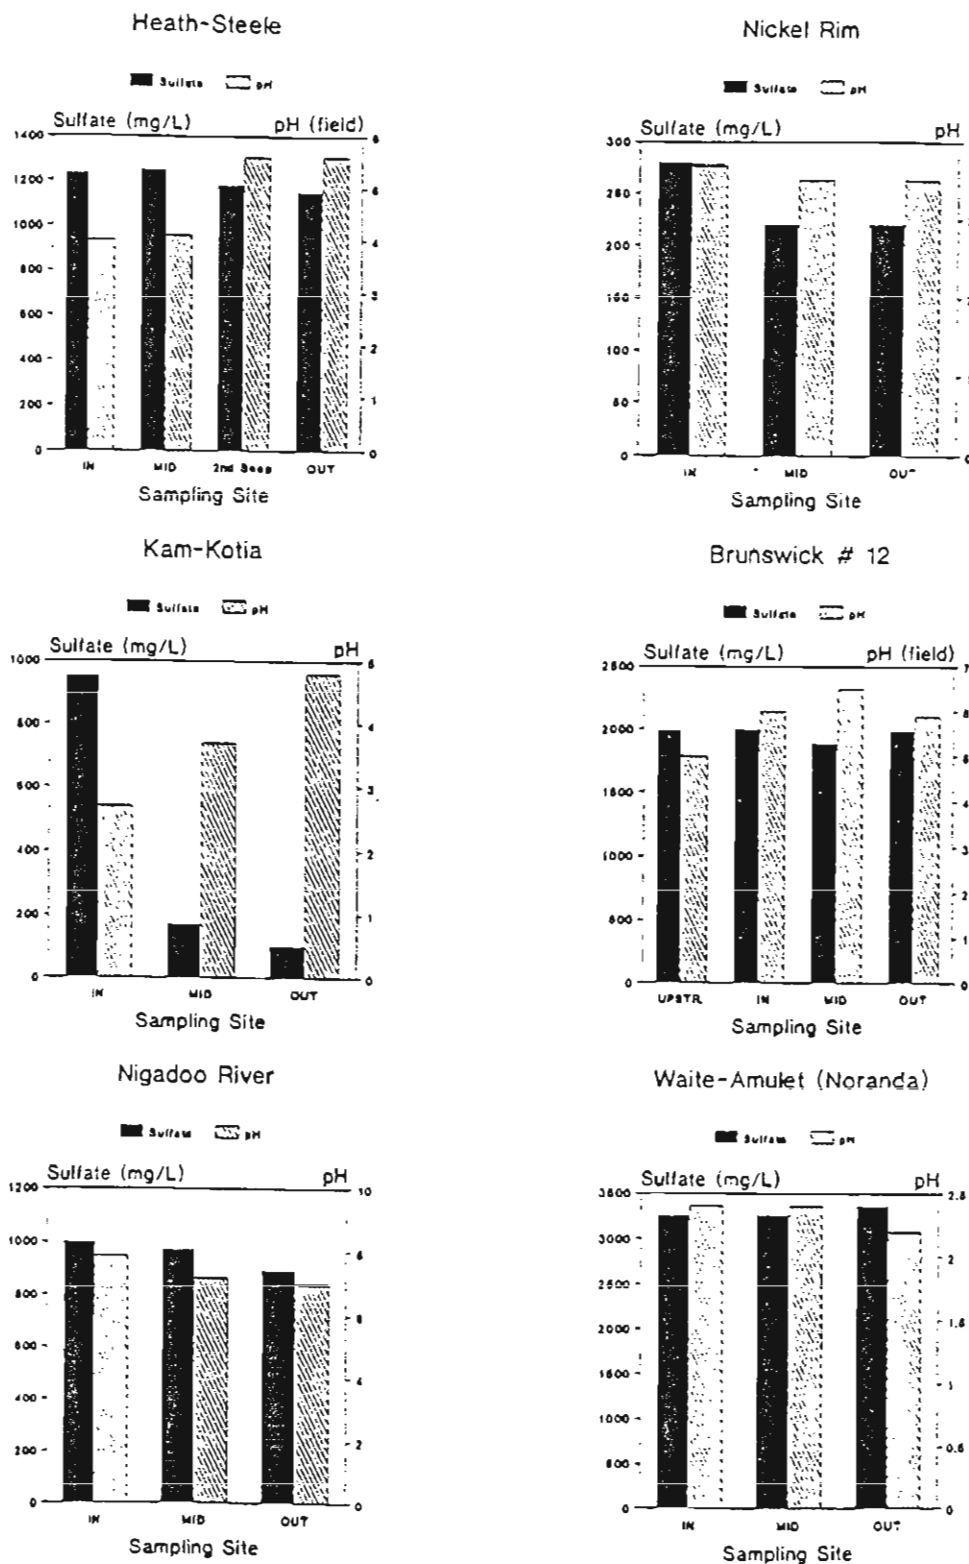 Heath-Steele
Sulfate pH
Sulfate (mg/L) pH (field)
1400
1200
1000
800
600
400
200
0
6
5
4
3
2
1
0
IN MID 2nd Seep OUT
Sampling Site
Nickel Rim
Sulfate pH
Sulfate (mg/L) pH
300
250
200
150
100
50
0
IN MID OUT
Sampling Site
Kam-Kotia
Sulfate pH
Sulfate (mg/L) pH
1000
800
600
400
200
0
5
4
3
2
1
0
IN MID OUT
Sampling Site
Brunswick # 12
Sulfate pH
Sulfate (mg/L) pH (field)
2500
2000
1500
1000
500
0
7
6
5
4
3
2
1
0
UPSTR. IN MID OUT
Sampling Site
Nigadoo River
Sulfate pH
Sulfate (mg/L) pH
1200
1000
800
600
400
200
0
10
8
6
4
2
0
IN MID OUT
Sampling Site
Waite-Amulet (Noranda)
Sulfate pH
Sulfate (mg/L) pH
3500
3000
2500
2000
1500
1000
500
0
2.5
2
1.5
1
0.5
0
IN MID OUT
Sampling Site